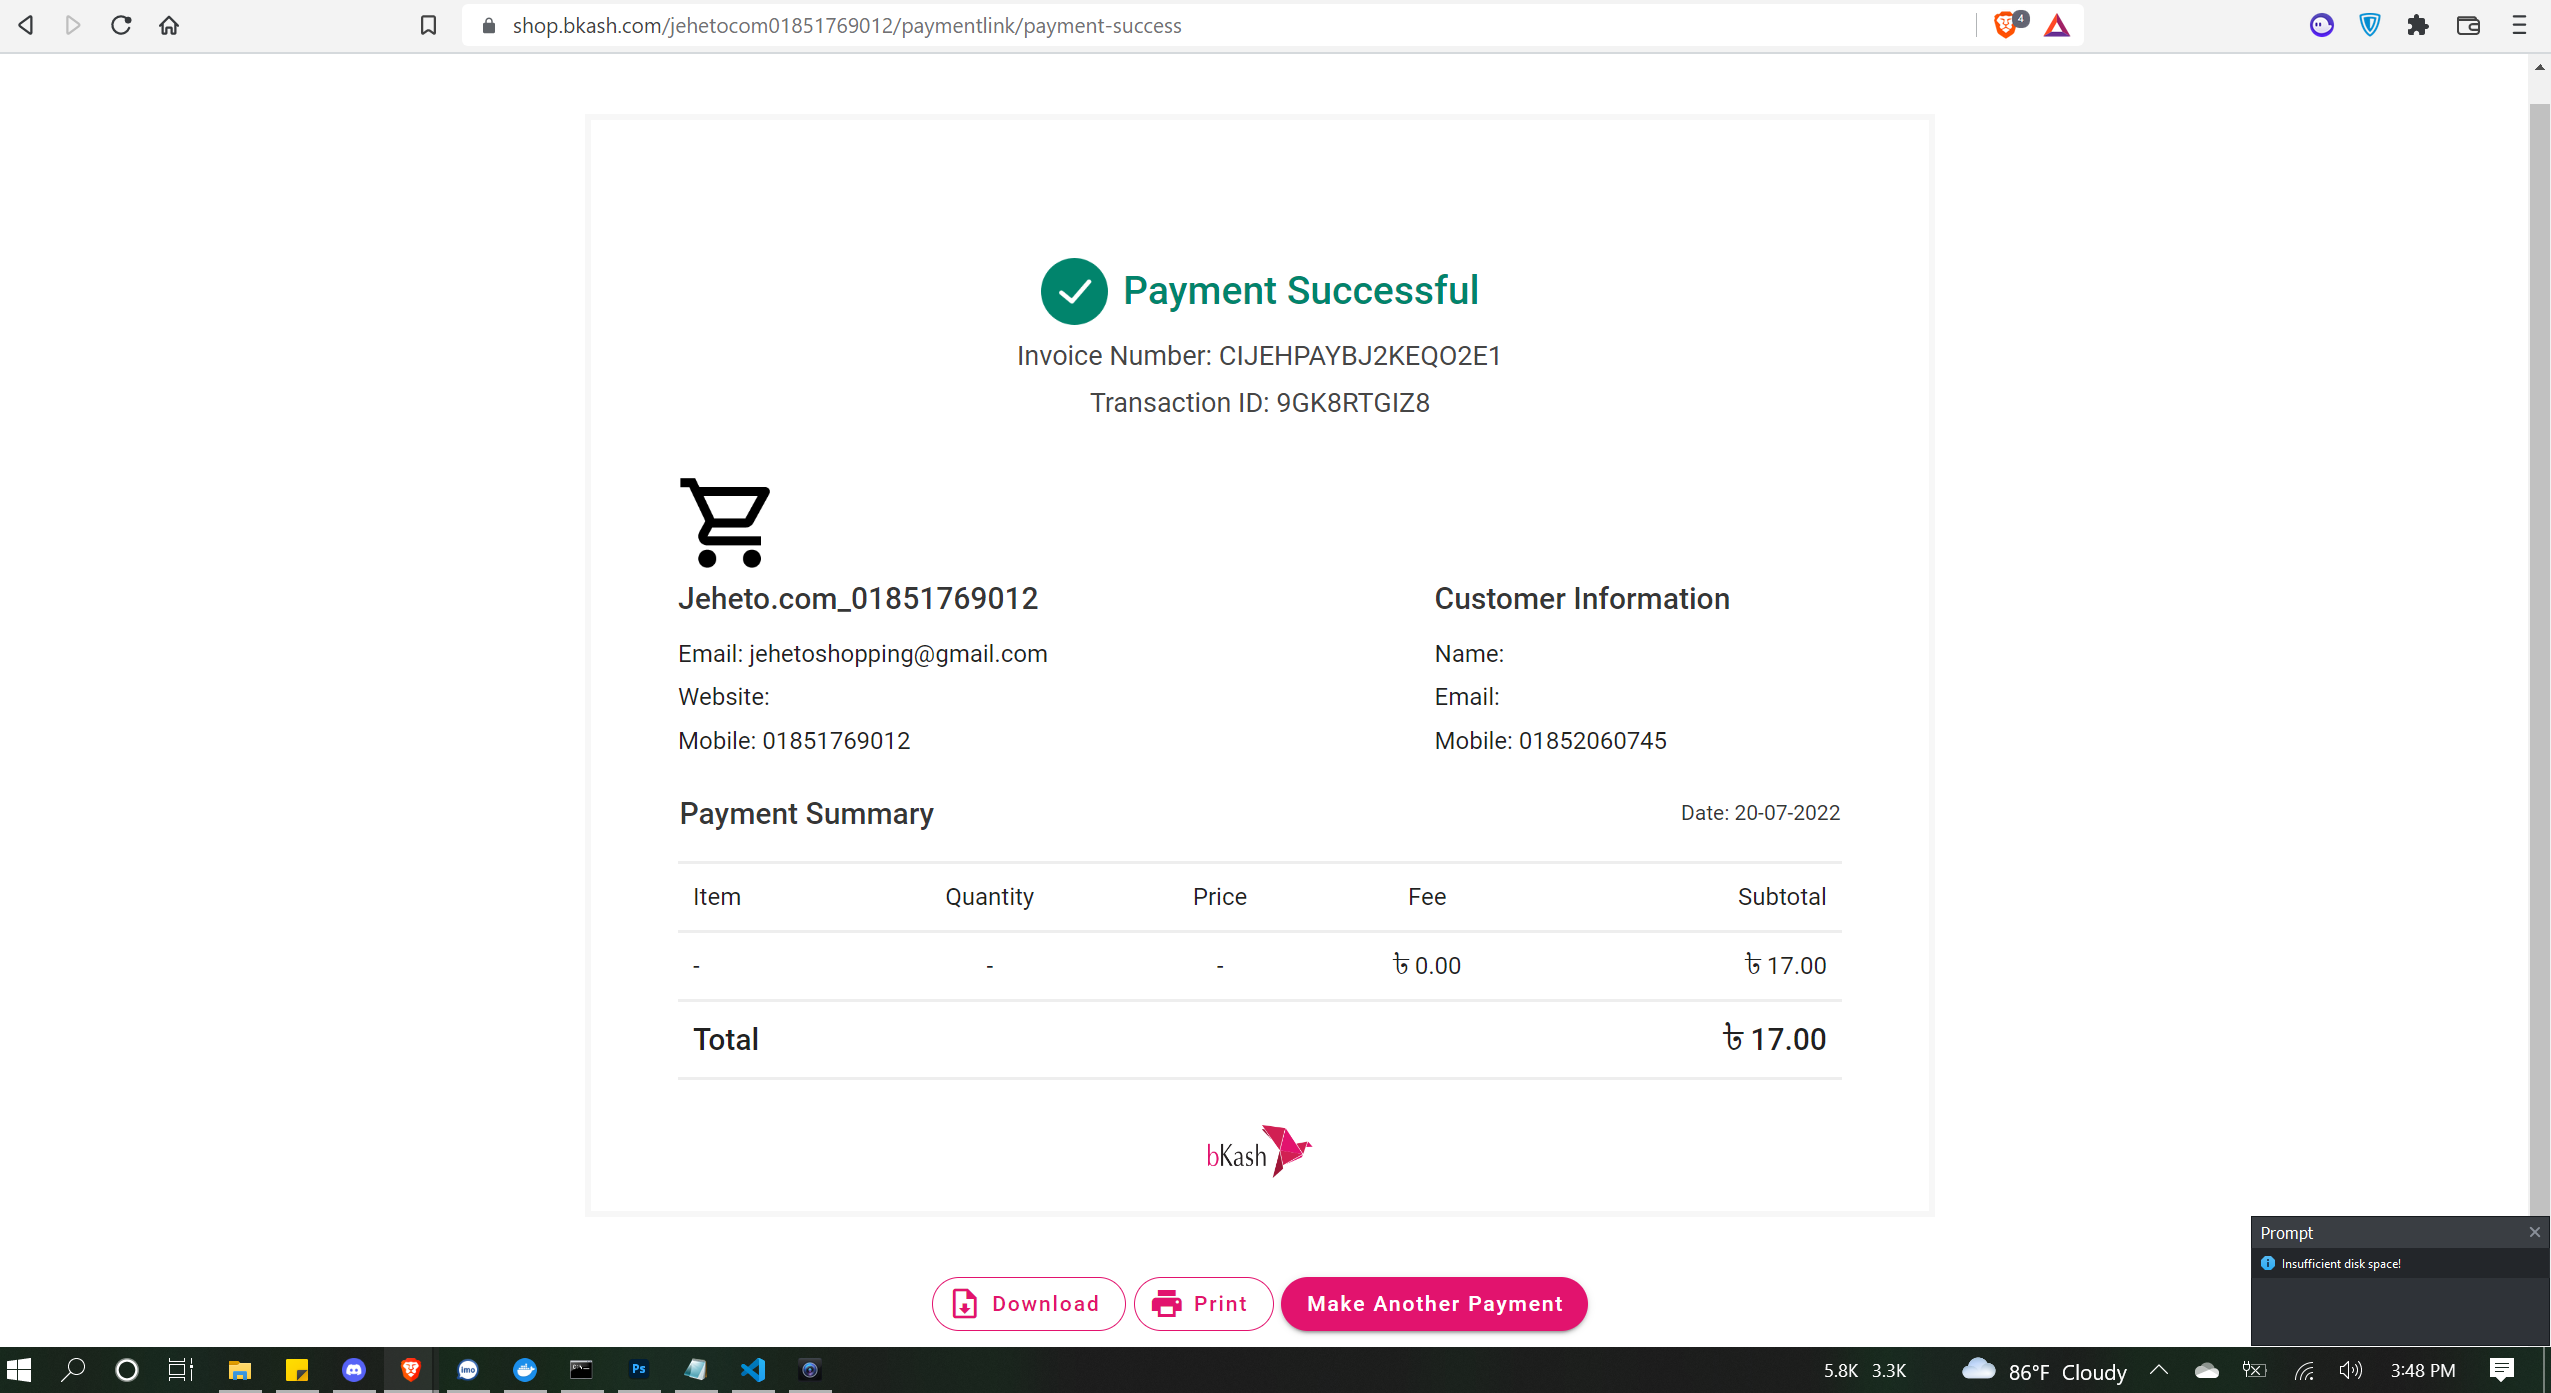 shop.bkash.com/jehetocom01851769012/paymentlink/payment-success
4
Payment Successful
Invoice Number: CIJEHPAYBJ2KEQO2E1
Transaction ID: 9GK8RTGIZ8
Jeheto.com_01851769012
Customer Information
Email: jehetoshopping@gmail.com
Name:
Website:
Email:
Mobile: 01851769012
Mobile: 01852060745
Payment Summary
Date: 20-07-2022
Item Quantity Price Fee Subtotal
- - - ৳ 0.00 ৳ 17.00
Total ৳ 17.00
bKash
Prompt
Insufficient disk space!
Download Print Make Another Payment
imo
Ps
5.8K 3.3K
86°F Cloudy
3:48 PM